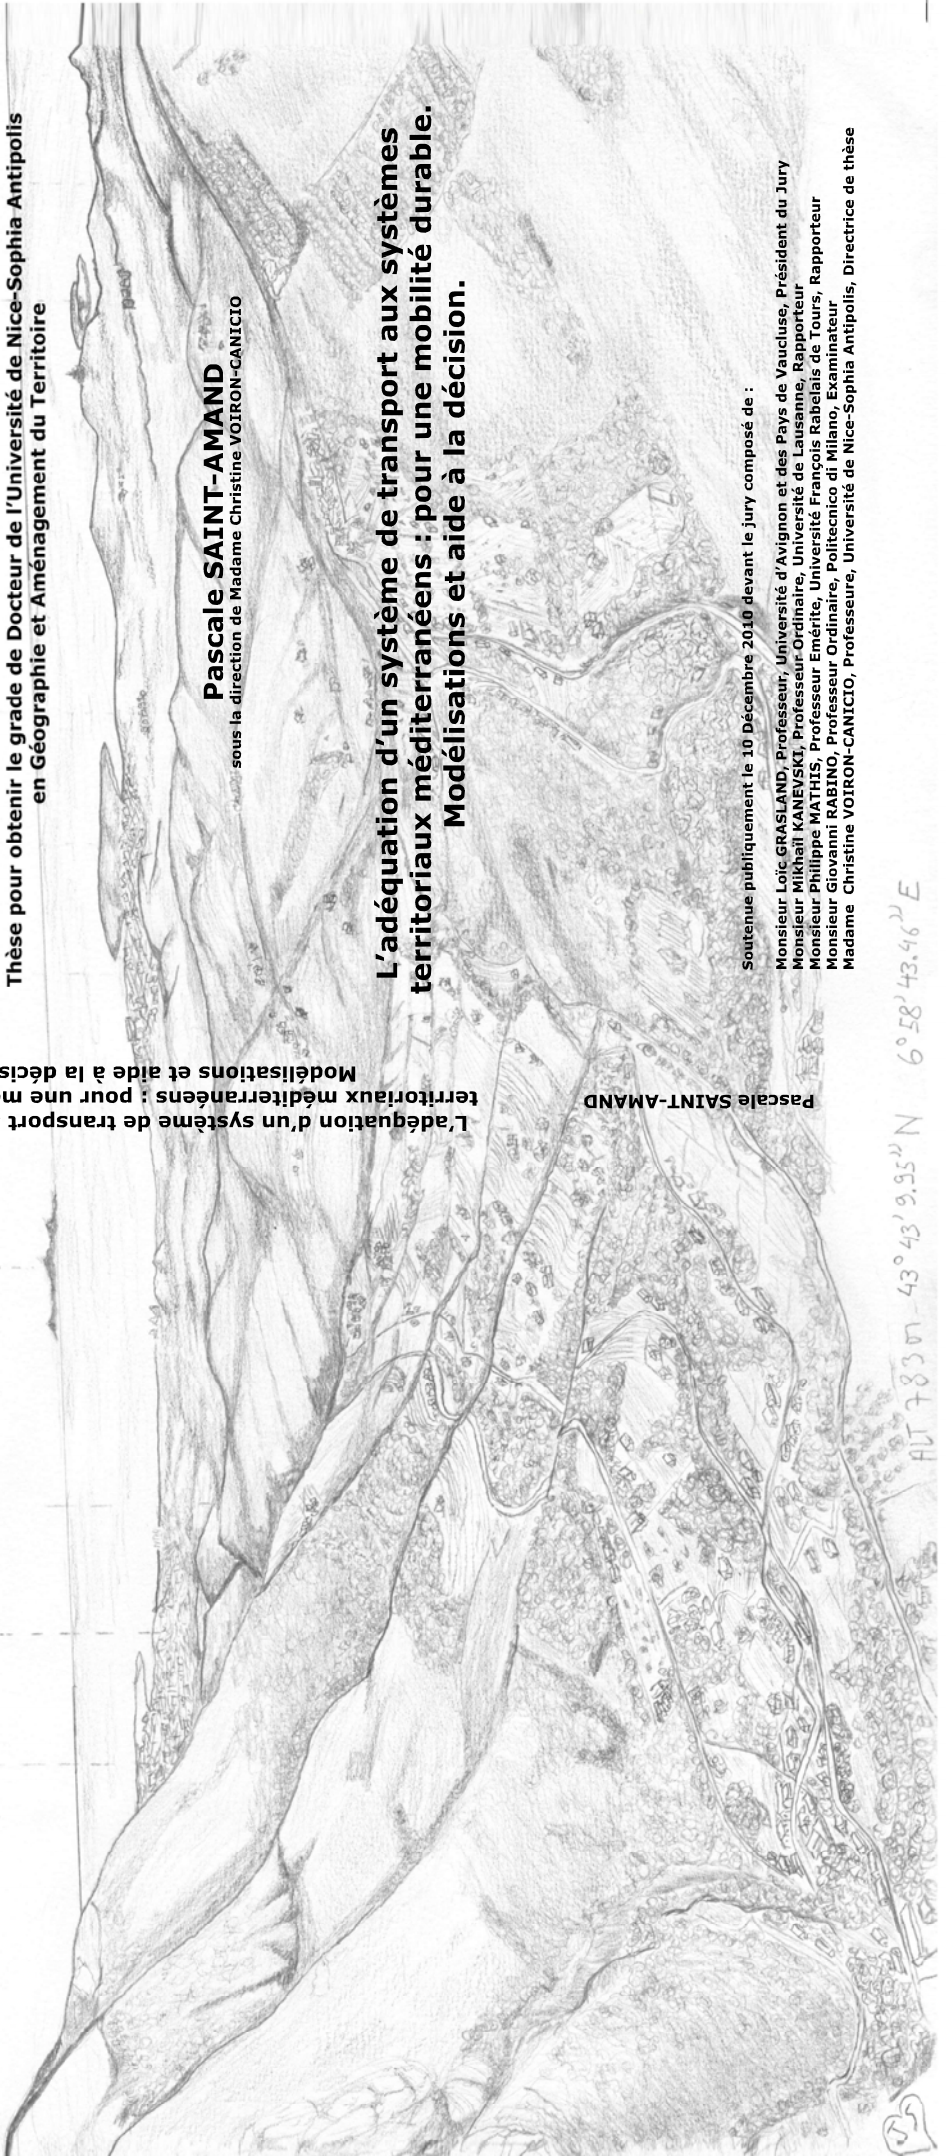 Thèse pour obtenir le grade de Docteur de l'Université de Nice-Sophia Antipolis
en Géographie et Aménagement du Territoire
Pascale SAINT-AMAND
sous la direction de Madame Christine VOIRON-CANICIO
L'adéquation d'un système de transport aux systèmes
territoriaux méditerranéens : pour une mobilité durable.
Modélisations et aide à la décision.
Soutenue publiquement le 10 Décembre 2010 devant le jury composé de :
Monsieur Loïc GRASLAND, Professeur, Université d'Avignon et des Pays de Vaucluse, Président du Jury
Monsieur Mikhaïl KANEVSKI, Professeur Ordinaire, Université de Lausanne, Rapporteur
Monsieur Philippe MATHIS, Professeur Emérite, Université François Rabelais de Tours, Rapporteur
Monsieur Giovanni RABINO, Professeur Ordinaire, Politecnico di Milano, Examinateur
Madame Christine VOIRON-CANICIO, Professeure, Université de Nice-Sophia Antipolis, Directrice de thèse
L'adéquation d'un système de transport
territoriaux méditerranéens : pour une
Modélisations et aide à la
Pascale SAINT-AMAND
ALT 783 m - 43° 43' 9.95" N 6° 58' 43.46" E